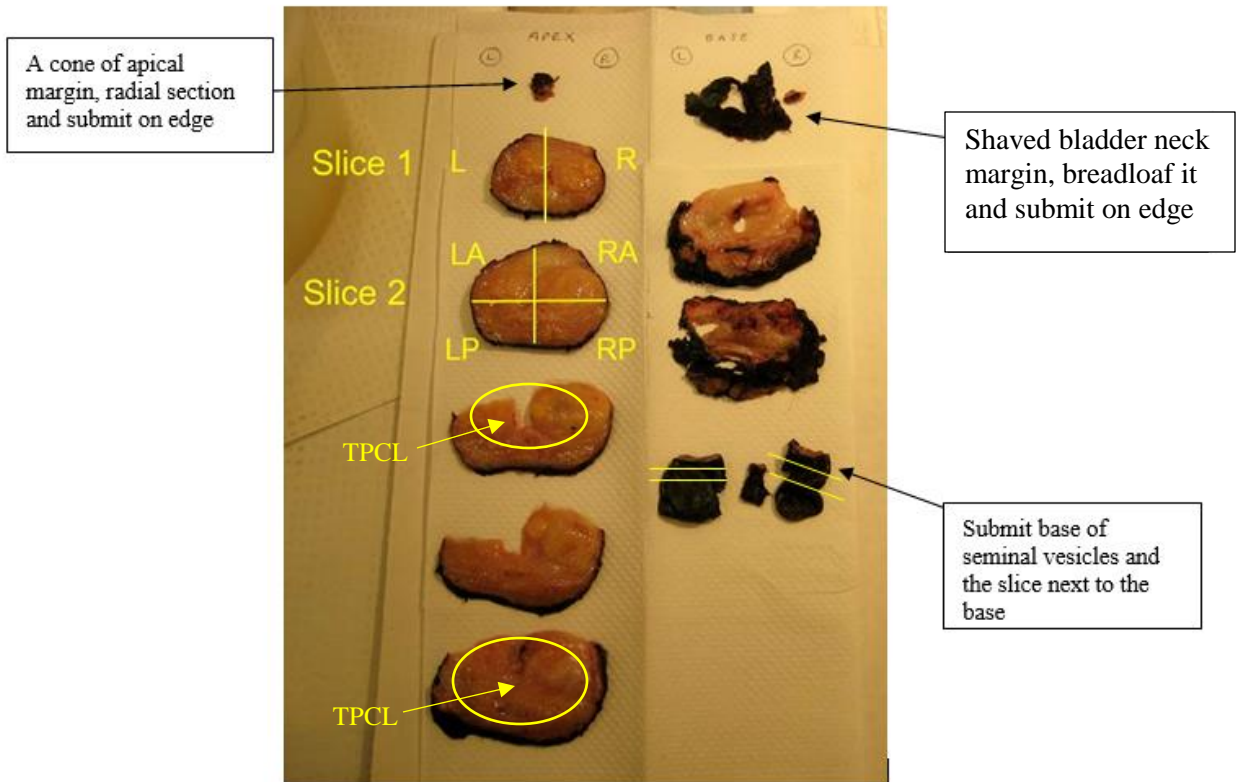 A cone of apical
margin, radial section
and submit on edge
APEX
L
R
BASE
L
R
Shaved bladder neck
margin, breadloaf it
and submit on edge
Slice 1
L
R
LA
RA
Slice 2
LP
RP
TPCL
TPCL
Submit base of
seminal vesicles and
the slice next to the
base